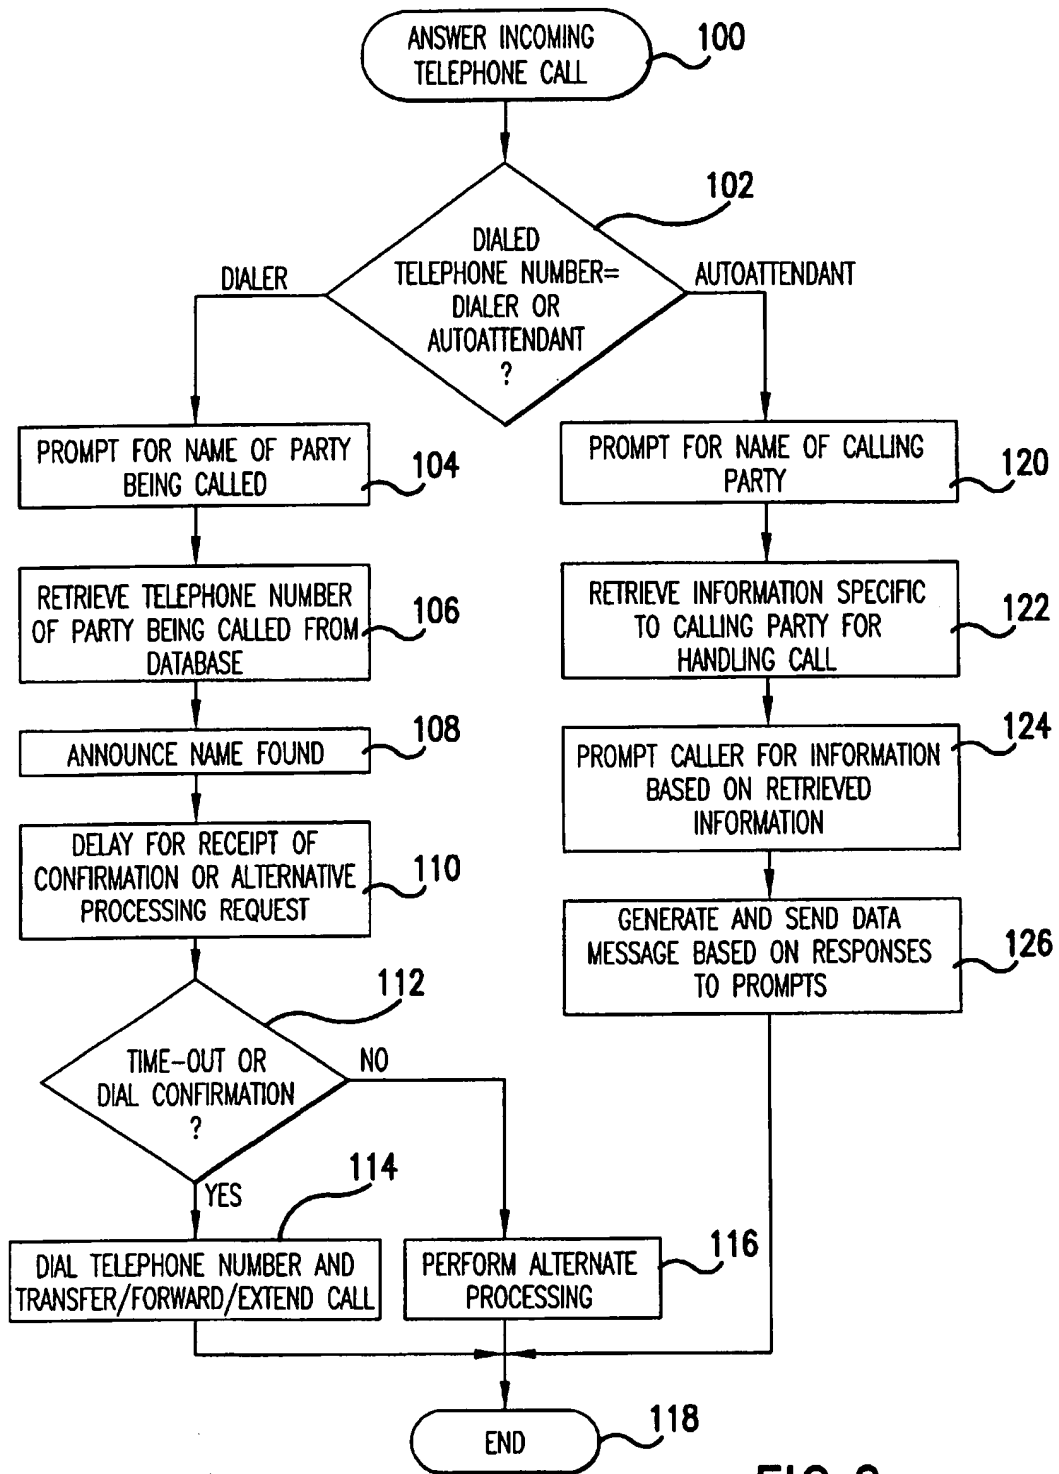 ANSWER INCOMING
TELEPHONE CALL
100
102
DIALED
TELEPHONE NUMBER=
DIALER OR
AUTOATTENDANT
?
DIALER
AUTOATTENDANT
PROMPT FOR NAME OF PARTY
BEING CALLED
104
PROMPT FOR NAME OF CALLING
PARTY
120
RETRIEVE TELEPHONE NUMBER
OF PARTY BEING CALLED FROM
DATABASE
106
RETRIEVE INFORMATION SPECIFIC
TO CALLING PARTY FOR
HANDLING CALL
122
ANNOUNCE NAME FOUND
108
PROMPT CALLER FOR INFORMATION
BASED ON RETRIEVED
INFORMATION
124
DELAY FOR RECEIPT OF
CONFIRMATION OR ALTERNATIVE
PROCESSING REQUEST
110
GENERATE AND SEND DATA
MESSAGE BASED ON RESPONSES
TO PROMPTS
126
112
TIME-OUT OR
DIAL CONFIRMATION
?
NO
YES
114
DIAL TELEPHONE NUMBER AND
TRANSFER/FORWARD/EXTEND CALL
PERFORM ALTERNATE
PROCESSING
116
END
118